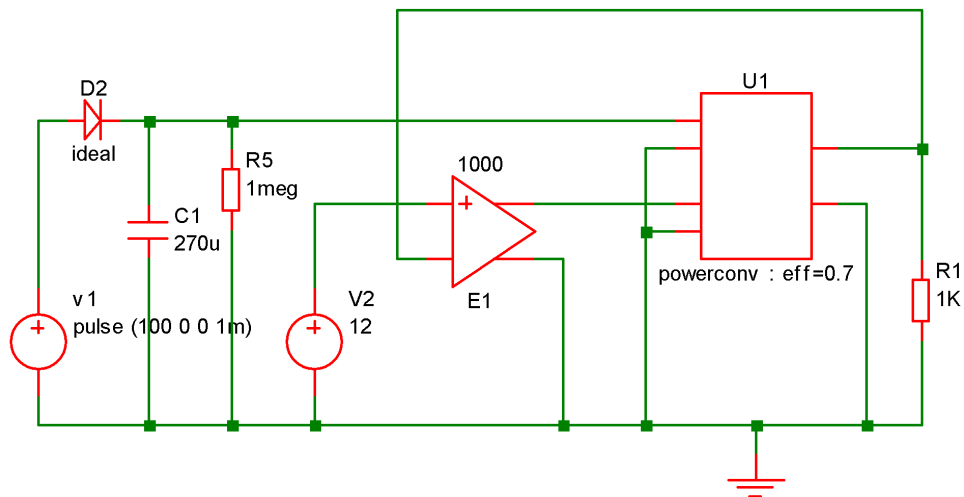 U1
D2
ideal
1000
R5
1meg
C1
270u
powerconv : eff=0.7
R1
1K
E1
v1
pulse (100 0 0 1m)
V2
12